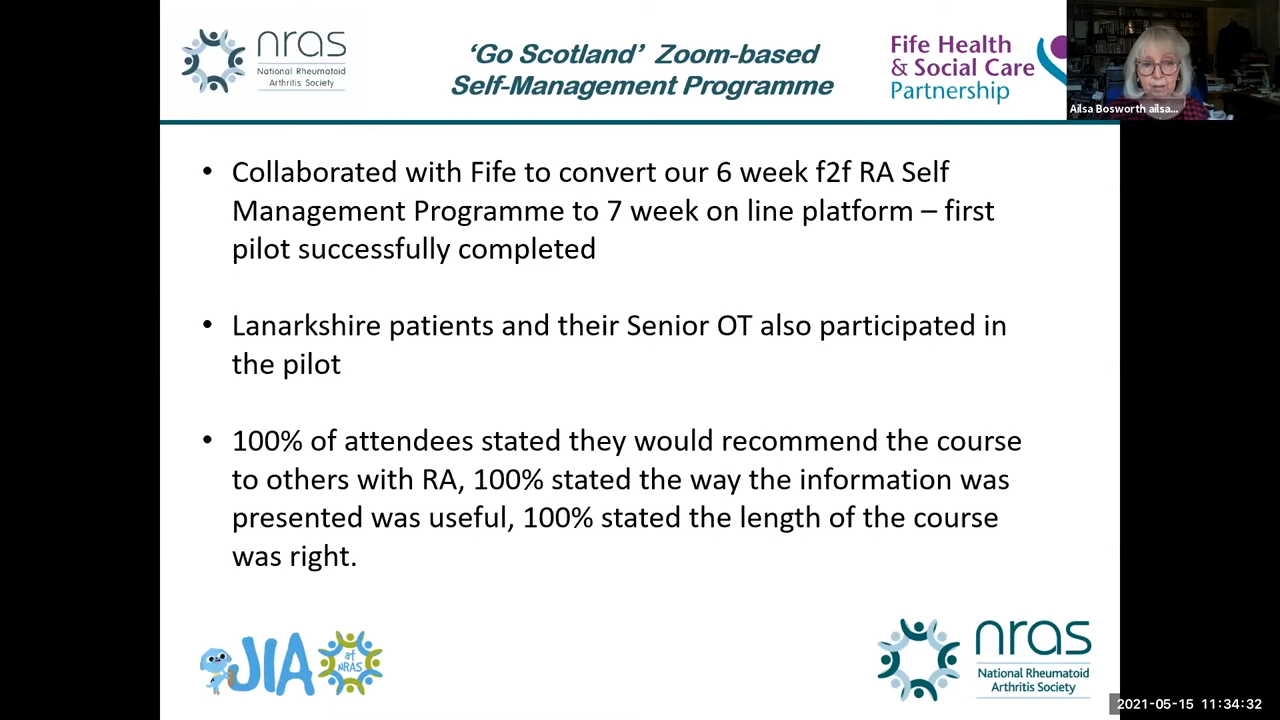 nras
National Rheumatoid
Arthritis Society
‘Go Scotland’ Zoom-based
Self-Management Programme
Fife Health
& Social Care
Partnership
Ailsa Bosworth ailsa...
• Collaborated with Fife to convert our 6 week f2f RA Self
Management Programme to 7 week on line platform – first
pilot successfully completed
• Lanarkshire patients and their Senior OT also participated in
the pilot
• 100% of attendees stated they would recommend the course
to others with RA, 100% stated the way the information was
presented was useful, 100% stated the length of the course
was right.
JIA
at
NRAS
nras
National Rheumatoid
Arthritis Society
2021-05-15 11:34:32